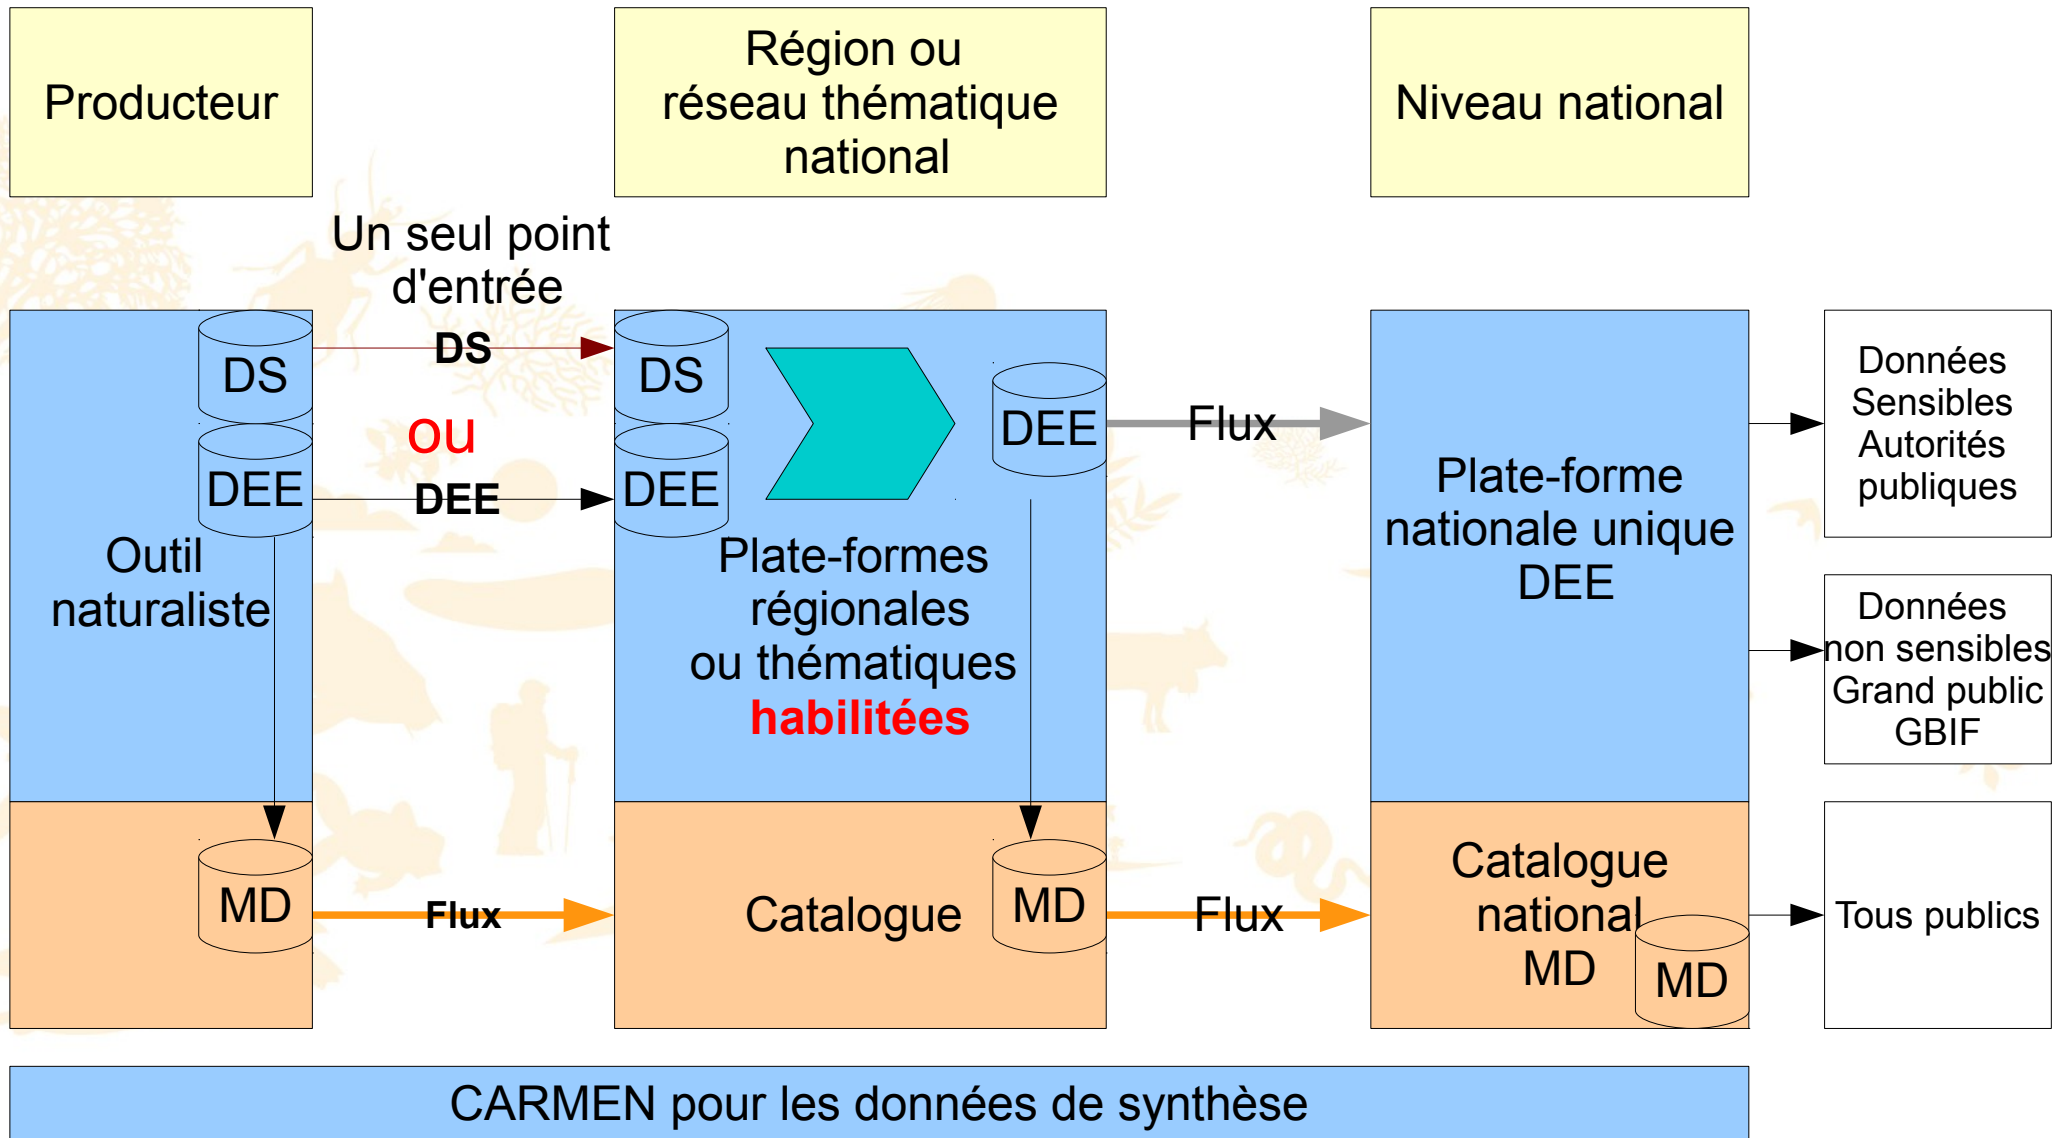 Producteur
Région ou
réseau thématique
national
Niveau national
Un seul point
d'entrée
DS
DS
DS
ou
DEE
DEE
DEE
DEE
Flux
Outil
naturaliste
Plate-formes
régionales
ou thématiques
habilitées
Plate-forme
nationale unique
DEE
Données
Sensibles
Autorités
publiques
Données
non sensibles
Grand public
GBIF
MD
Flux
Catalogue
MD
Flux
Catalogue
national
MD
MD
Tous publics
CARMEN pour les données de synthèse